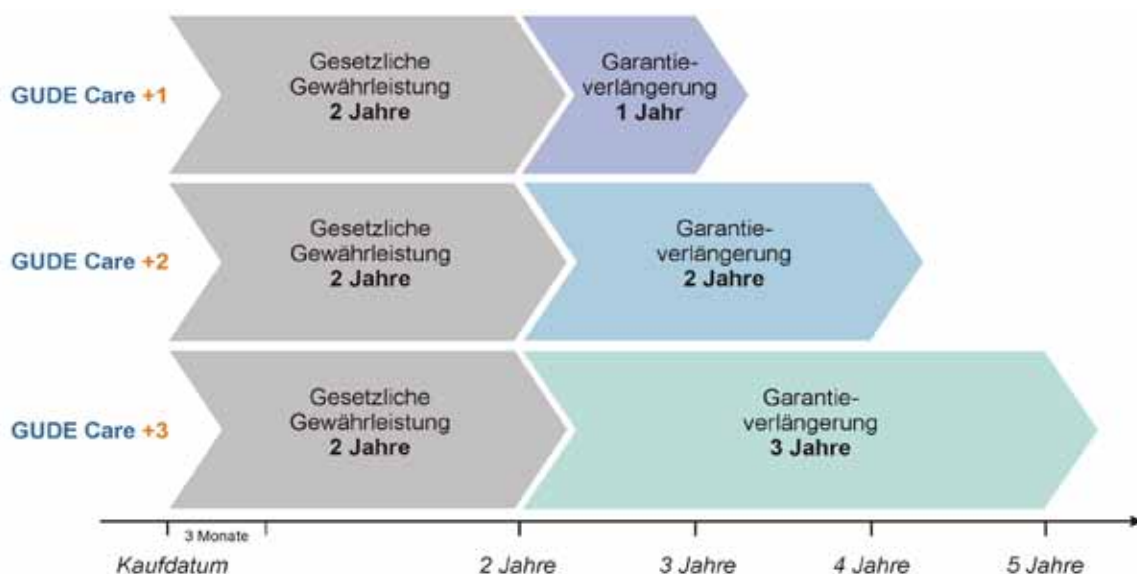 GUDE Care +1
Gesetzliche
Gewährleistung
2 Jahre
Garantie-
verlängerung
1 Jahr
GUDE Care +2
Gesetzliche
Gewährleistung
2 Jahre
Garantie-
verlängerung
2 Jahre
GUDE Care +3
Gesetzliche
Gewährleistung
2 Jahre
Garantie-
verlängerung
3 Jahre
3 Monate
Kaufdatum
2 Jahre
3 Jahre
4 Jahre
5 Jahre